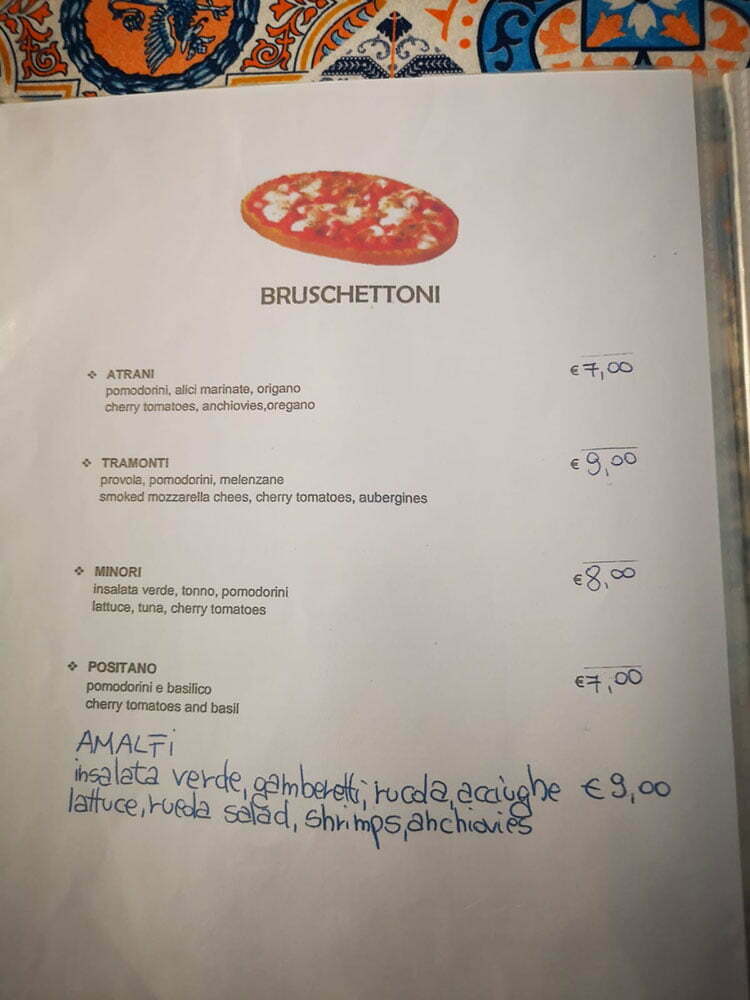 BRUSCHETTONI
❖ ATRANI
€ 7,00
pomodorini, alici marinate, origano
cherry tomatoes, anchiovies,oregano
❖ TRAMONTI
€ 9,00
provola, pomodorini, melenzane
smoked mozzarella chees, cherry tomatoes, aubergines
❖ MINORI
€ 8,00
insalata verde, tonno, pomodorini
lattuce, tuna, cherry tomatoes
❖ POSITANO
€ 7,00
pomodorini e basilico
cherry tomatoes and basil
AMALFi
insalata verde, gamberetti, rucola, acciughe € 9,00
lattuce, rucola salad, shrimps, anchiovies